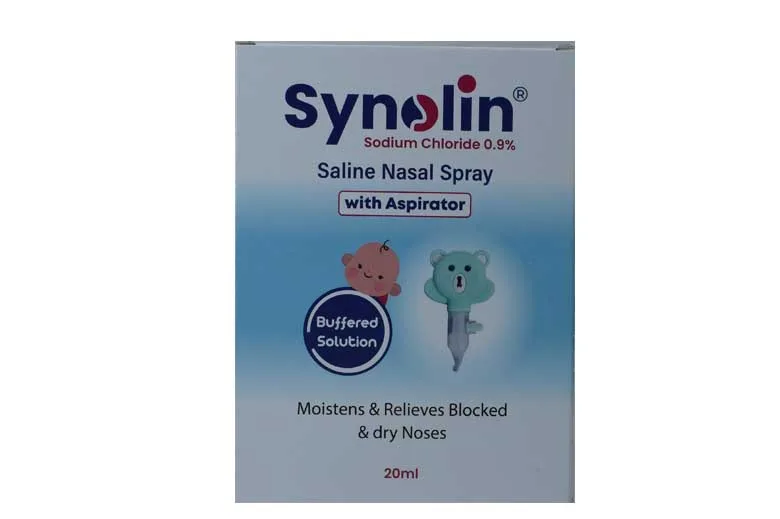 Synolin®
Sodium Chloride 0.9%
Saline Nasal Spray
with Aspirator
Buffered
Solution
Moistens & Relieves Blocked
& dry Noses
20ml